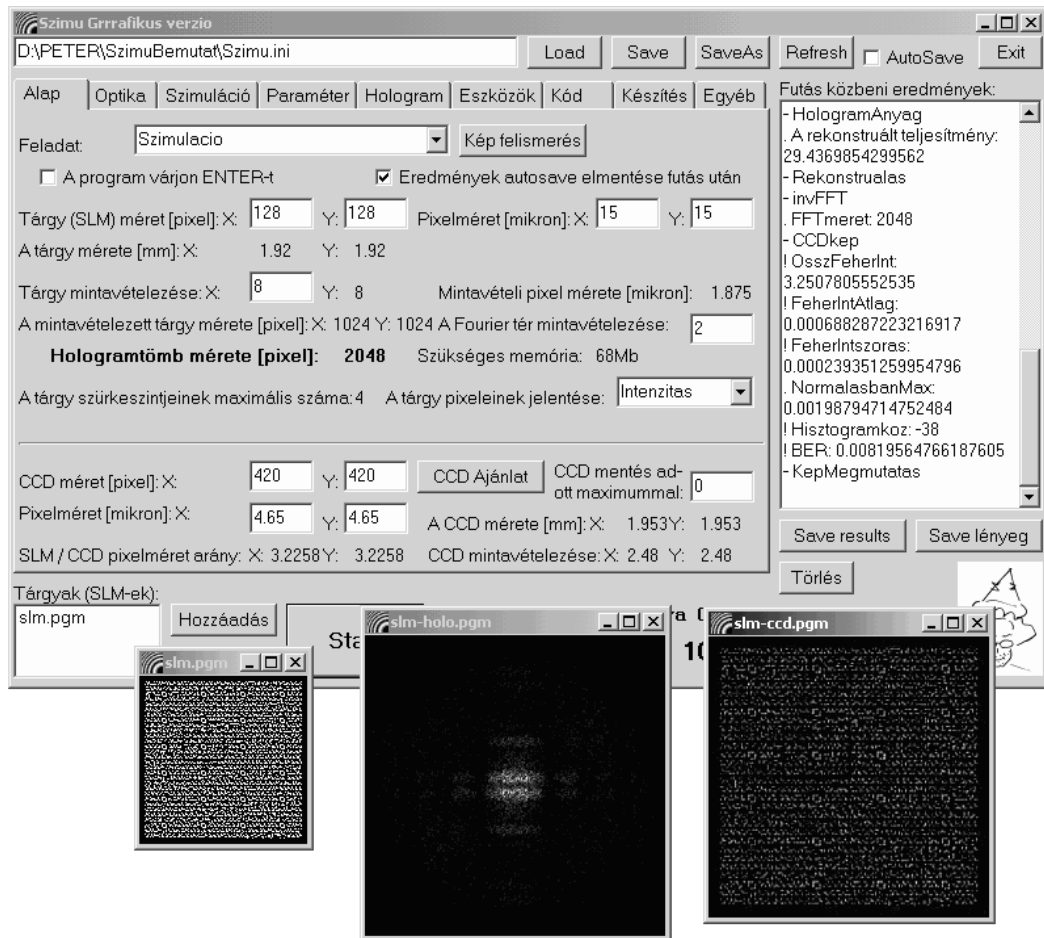 Szimu Grrrafikus verzio
D:\PETER\SzimuBemutat\Szimu.ini Load Save SaveAs Refresh AutoSave Exit
Alap Optika Szimuláció Paraméter Hologram Eszközök Kód Készítés Egyéb
Feladat: Szimulacio Kép felismerés
A program várjon ENTER-t Eredmények autosave elmentése futás után
Tárgy (SLM) méret [pixel]: X: 128 Y: 128 Pixelméret [mikron]: X: 15 Y: 15
A tárgy mérete [mm]: X: 1.92 Y: 1.92
Tárgy mintavételezése: X: 8 Y: 8 Mintavételi pixel mérete [mikron]: 1.875
A mintavételezett tárgy mérete [pixel]: X: 1024 Y: 1024 A Fourier tér mintavételezése: 2
Hologramtömb mérete [pixel]: 2048 Szükséges memória: 68Mb
A tárgy szürkeszintjeinek maximális száma: 4 A tárgy pixeleinek jelentése: Intenzitas
CCD méret [pixel]: X: 420 Y: 420 CCD Ajánlat CCD mentés ad-
ott maximummal: 0
Pixelméret [mikron]: X: 4.65 Y: 4.65 A CCD mérete [mm]: X: 1.953 Y: 1.953
SLM / CCD pixelméret arány: X: 3.2258 Y: 3.2258 CCD mintavételezése: X: 2.48 Y: 2.48
Futás közbeni eredmények:
- HologramAnyag
. A rekonstruált teljesítmény:
29.4369854299562
- Rekonstrualas
- invFFT
. FFTmeret: 2048
- CCDkep
! OsszFeherInt:
3.2507805552535
! FeherIntAtlag:
0.000688287223216917
! FeherIntszoras:
0.000239351259954796
. NormalasbanMax:
0.00198794714752484
! Hisztogramkoz: -38
! BER: 0.00819564766187605
- KepMegmutatas
Save results Save lényeg
Törlés
Tárgyak (SLM-ek):
slm.pgm Hozzáadás
Sta
10
slm.pgm
slm-holo.pgm
slm-ccd.pgm